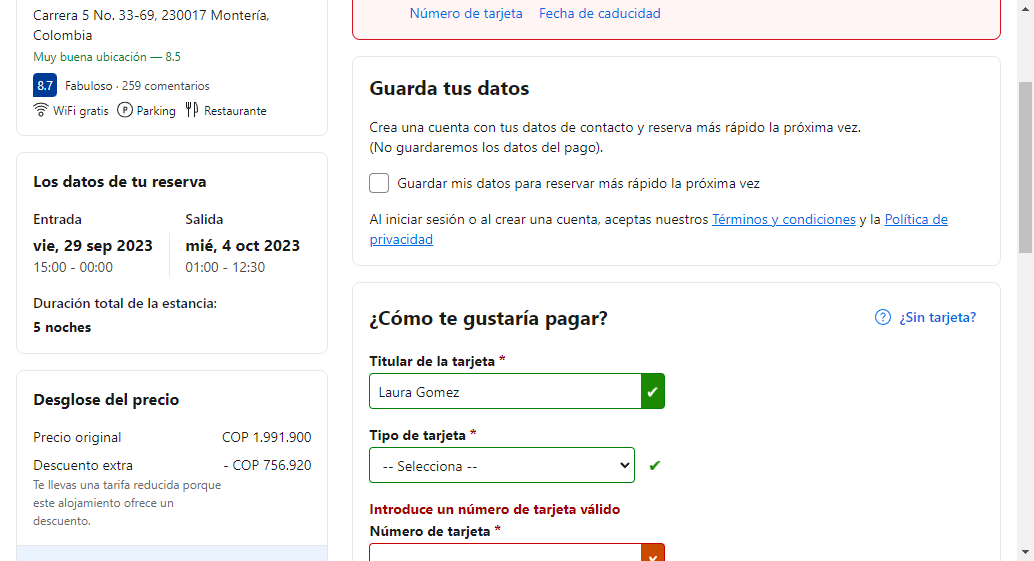 Carrera 5 No. 33-69, 230017 Montería,
Colombia
Muy buena ubicación — 8.5
8.7 Fabuloso · 259 comentarios
WiFi gratis P Parking Restaurante
Los datos de tu reserva
Entrada Salida
vie, 29 sep 2023 mié, 4 oct 2023
15:00 - 00:00 01:00 - 12:30
Duración total de la estancia:
5 noches
Desglose del precio
Precio original COP 1.991.900
Descuento extra - COP 756.920
Te llevas una tarifa reducida porque
este alojamiento ofrece un
descuento.
Número de tarjeta Fecha de caducidad
Guarda tus datos
Crea una cuenta con tus datos de contacto y reserva más rápido la próxima vez.
(No guardaremos los datos del pago).
Guardar mis datos para reservar más rápido la próxima vez
Al iniciar sesión o al crear una cuenta, aceptas nuestros Términos y condiciones y la Política de
privacidad
¿Cómo te gustaría pagar? ? ¿Sin tarjeta?
Titular de la tarjeta *
Laura Gomez
Tipo de tarjeta *
-- Selecciona --
Introduce un número de tarjeta válido
Número de tarjeta *